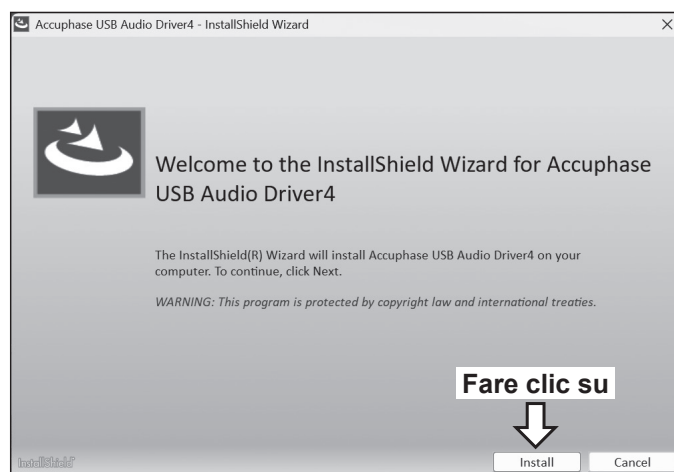 Accuphase USB Audio Driver4 - InstallShield Wizard
Welcome to the InstallShield Wizard for Accuphase
USB Audio Driver4
The InstallShield(R) Wizard will install Accuphase USB Audio Driver4 on your
computer. To continue, click Next.
WARNING: This program is protected by copyright law and international treaties.
Fare clic su
InstallShield
Install Cancel